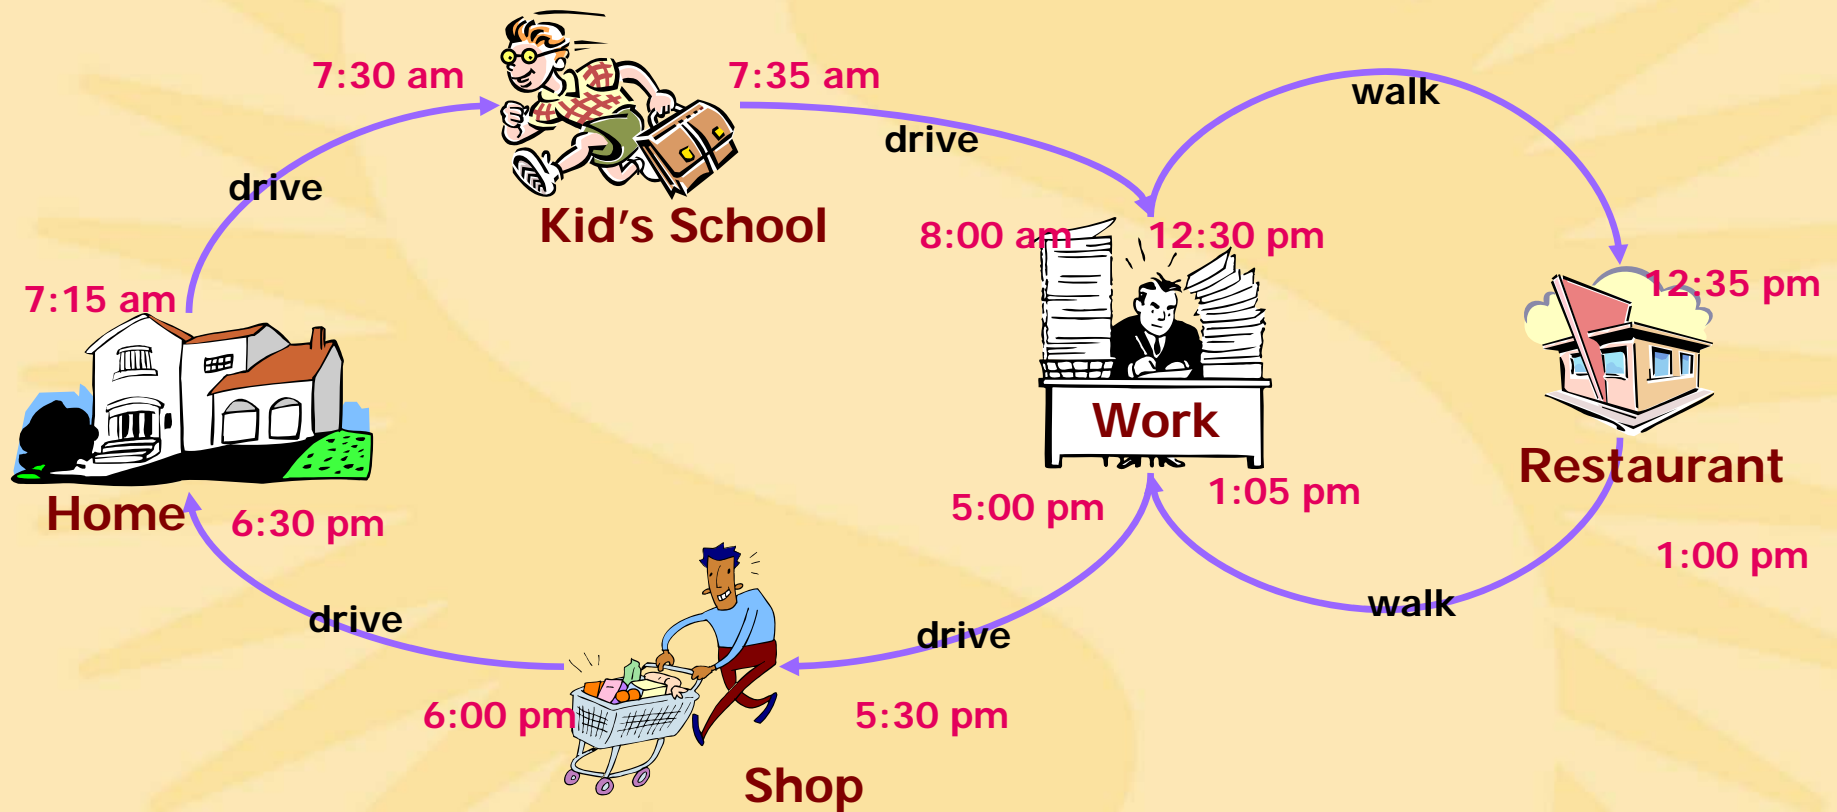 7:30 am
7:35 am
walk
drive
drive
Kid's School
8:00 am
12:30 pm
7:15 am
12:35 pm
Work
Restaurant
Home
6:30 pm
5:00 pm
1:05 pm
1:00 pm
drive
drive
walk
6:00 pm
5:30 pm
Shop